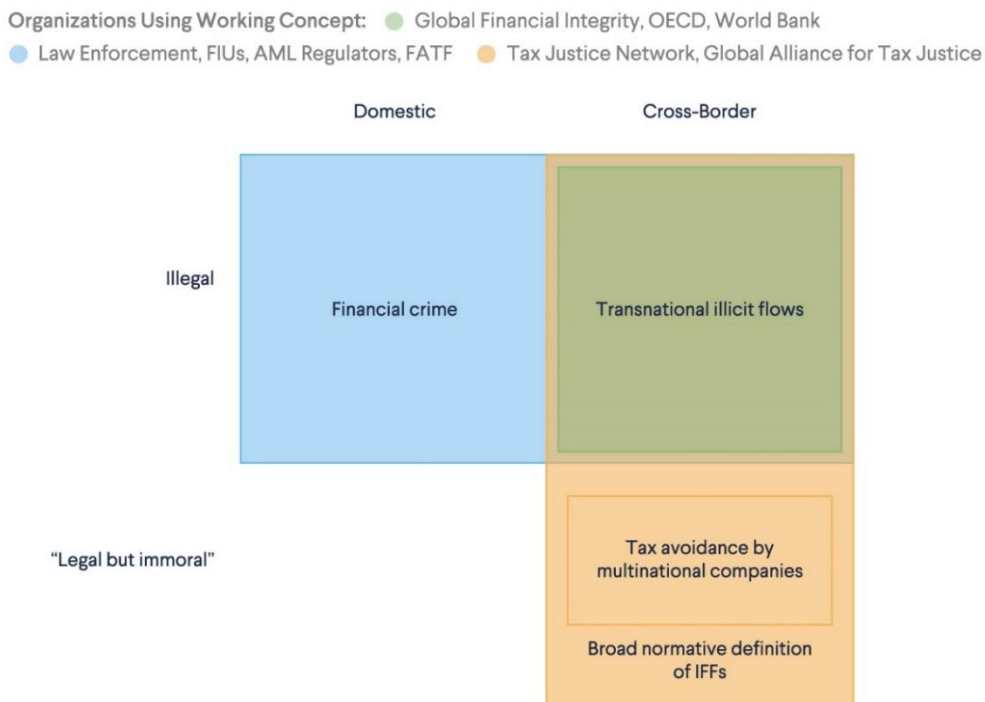 Organizations Using Working Concept: Global Financial Integrity, OECD, World Bank
Law Enforcement, FIUs, AML Regulators, FATF Tax Justice Network, Global Alliance for Tax Justice
Domestic Cross-Border
Illegal
Financial crime Transnational illicit flows
“Legal but immoral”
Tax avoidance by
multinational companies
Broad normative definition
of IFFs